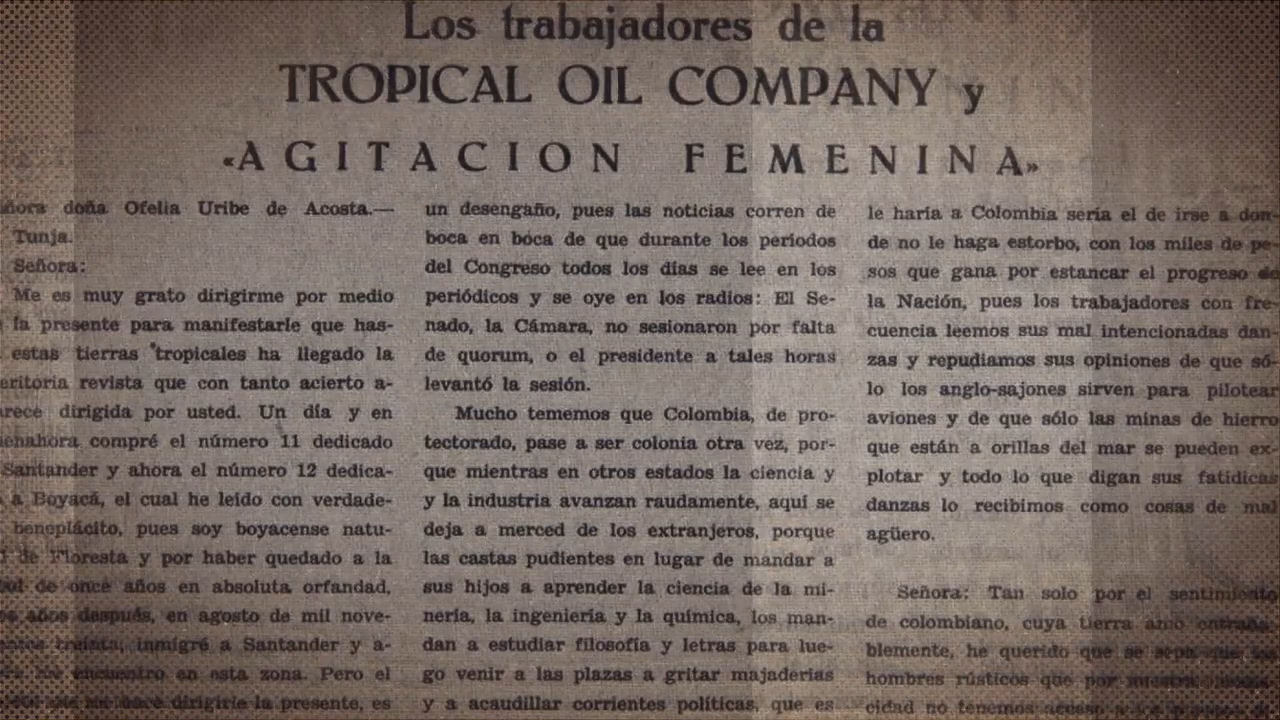 Los trabajadores de la
TROPICAL OIL COMPANY y
«AGITACION FEMENINA»
doña Ofelia Uribe de Acosta.—
Tunja.
Señora:
Me es muy grato dirigirme por medio
la presente para manifestarle que has-
estas tierras tropicales ha llegado la
revista que con tanto acierto a-
dirigida por usted. Un día y en
compré el número 11 dedicado
Santander y ahora el número 12 dedica-
a Boyacá, el cual he leído con verdade-
beneplácito, pues soy boyacense natu-
de Floresta y por haber quedado a la
de once años en absoluta orfandad,
años después, en agosto de mil nove-
treinta, inmigré a Santander y a-
me encuentro en esta zona. Pero el
dirigirle la presente, es
un desengaño, pues las noticias corren de
boca en boca de que durante los periodos
del Congreso todos los días se lee en los
periódicos y se oye en los radios: El Se-
nado, la Cámara, no sesionaron por falta
de quorum, o el presidente a tales horas
levantó la sesión.
Mucho tememos que Colombia, de pro-
tectorado, pase a ser colonia otra vez, por-
que mientras en otros estados la ciencia y
y la industria avanzan raudamente, aquí se
deja a merced de los extranjeros, porque
las castas pudientes en lugar de mandar a
sus hijos a aprender la ciencia de la mi-
nería, la ingeniería y la química, los man-
dan a estudiar filosofía y letras para lue-
go venir a las plazas a gritar majaderías
y a acaudillar corrientes políticas, que es
le haría a Colombia sería el de irse a don-
de no le haga estorbo, con los miles de pe-
sos que gana por estancar el progreso de
la Nación, pues los trabajadores con fre-
cuencia leemos sus mal intencionadas dan-
zas y repudiamos sus opiniones de que só-
lo los anglo-sajones sirven para pilotear
aviones y de que sólo las minas de hierro
que están a orillas del mar se pueden ex-
plotar y todo lo que digan sus fatídicas
danzas lo recibimos como cosas de mal
agüero.
Señora: Tan solo por el sentimiento
de colombiano, cuya tierra amo entraña-
blemente, he querido que se sepa que los
hombres rústicos que por nuestra
cidad no tenemos acceso a